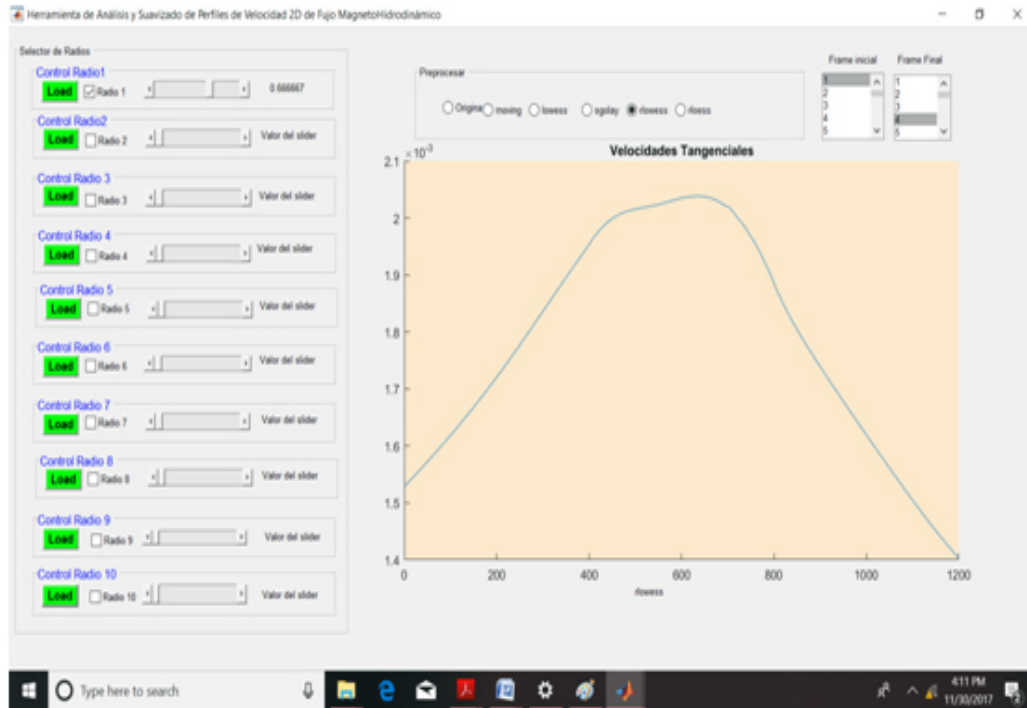 Herramienta de Análisis y Suavizado de Perfiles de Velocidad 2D de Fujo MagnetoHidrodinámico
Selector de Radios
Control Radio1
Load Radio 1 0.666667
Control Radio2
Load Radio 2 Valor del slider
Control Radio 3
Load Radio 3 Valor del slider
Control Radio 4
Load Radio 4 Valor del slider
Control Radio 5
Load Radio 5 Valor del slider
Control Radio 6
Load Radio 6 Valor del slider
Control Radio 7
Load Radio 7 Valor del slider
Control Radio 8
Load Radio 8 Valor del slider
Control Radio 9
Load Radio 9 Valor del slider
Control Radio 10
Load Radio 10 Valor del slider
Preprocesar
Origina moving lowess sgolay rlowess rloess
Frame inicial
1
2
3
4
5
Frame Final
1
2
3
4
5
Velocidades Tangenciales
×10⁻³
2.1
2
1.9
1.8
1.7
1.6
1.5
1.4
0 200 400 600 800 1000 1200
rlowess
Type here to search
4:11 PM
11/30/2017
2